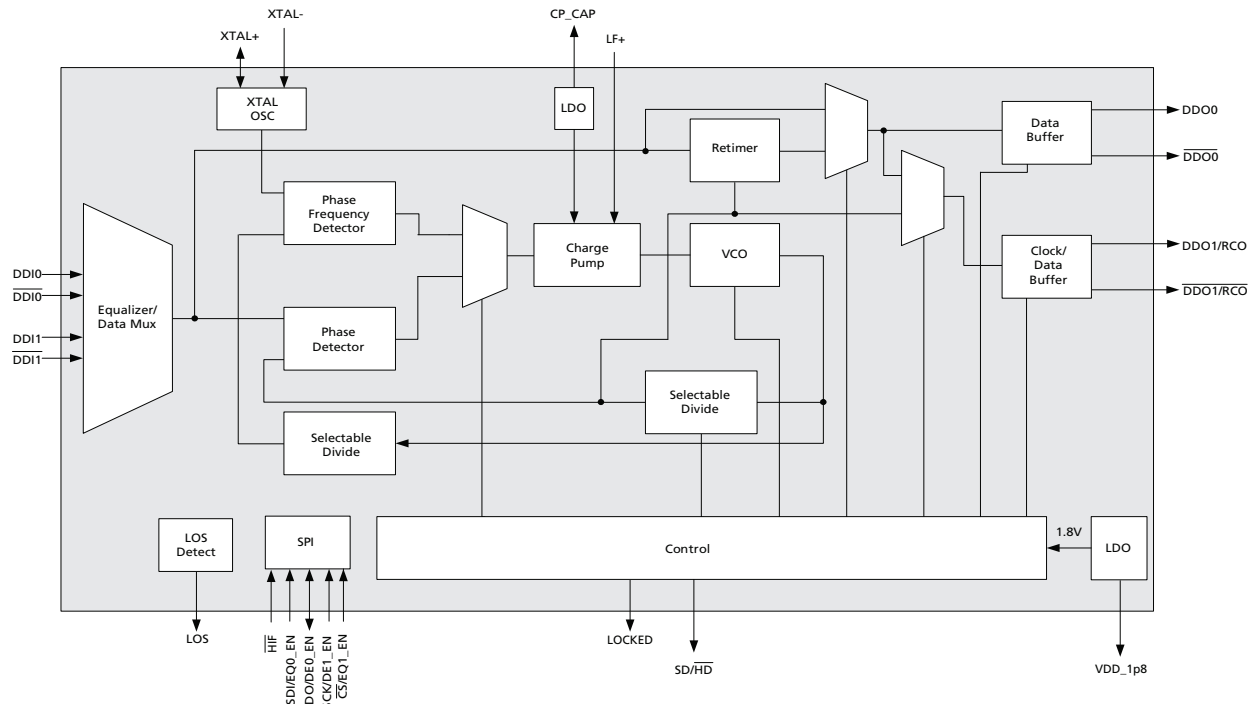 XTAL-
CP_CAP
XTAL+
LF+
XTAL
OSC
LDO
Data
Buffer
DDO0
DDO0
Retimer
Phase
Frequency
Detector
Charge
Pump
VCO
Clock/
Data
Buffer
DDO1/RCO
DDO1/RCO
DDI0
DDI0
DDI1
DDI1
Equalizer/
Data Mux
Phase
Detector
Selectable
Divide
Selectable
Divide
LOS
Detect
SPI
Control
1.8V
LDO
LOS
HIF
SDI/EQ0_EN
DO/DE0_EN
CK/DE1_EN
CS/EQ1_EN
LOCKED
SD/HD
VDD_1p8